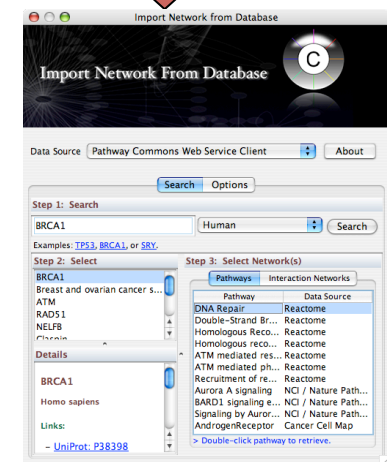 Import Network from Database
Import Network From Database
C
Data Source Pathway Commons Web Service Client About
Search Options
Step 1: Search
BRCA1 Human Search
Examples: TP53, BRCA1, or SRY.
Step 2: Select
BRCA1
Breast and ovarian cancer s...
ATM
RAD51
NELFB
Claspin
Details
BRCA1
Homo sapiens
Links:
- UniProt: P38398
Step 3: Select Network(s)
Pathways Interaction Networks
Pathway Data Source
DNA Repair Reactome
Double-Strand Br... Reactome
Homologous Reco... Reactome
Homologous reco... Reactome
ATM mediated res... Reactome
ATM mediated ph... Reactome
Recruitment of re... Reactome
Aurora A signaling NCI / Nature Path...
BARD1 signaling e... NCI / Nature Path...
Signaling by Auror... NCI / Nature Path...
AndrogenReceptor Cancer Cell Map
> Double-click pathway to retrieve.